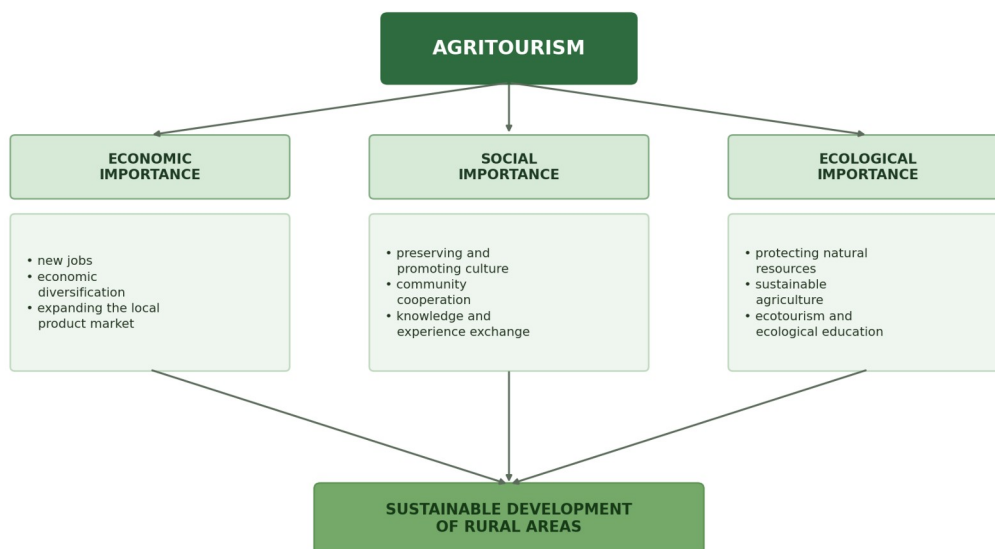 AGRITOURISM
ECONOMIC
IMPORTANCE
• new jobs
• economic
diversification
• expanding the local
product market
SOCIAL
IMPORTANCE
• preserving and
promoting culture
• community
cooperation
• knowledge and
experience exchange
ECOLOGICAL
IMPORTANCE
• protecting natural
resources
• sustainable
agriculture
• ecotourism and
ecological education
SUSTAINABLE DEVELOPMENT
OF RURAL AREAS